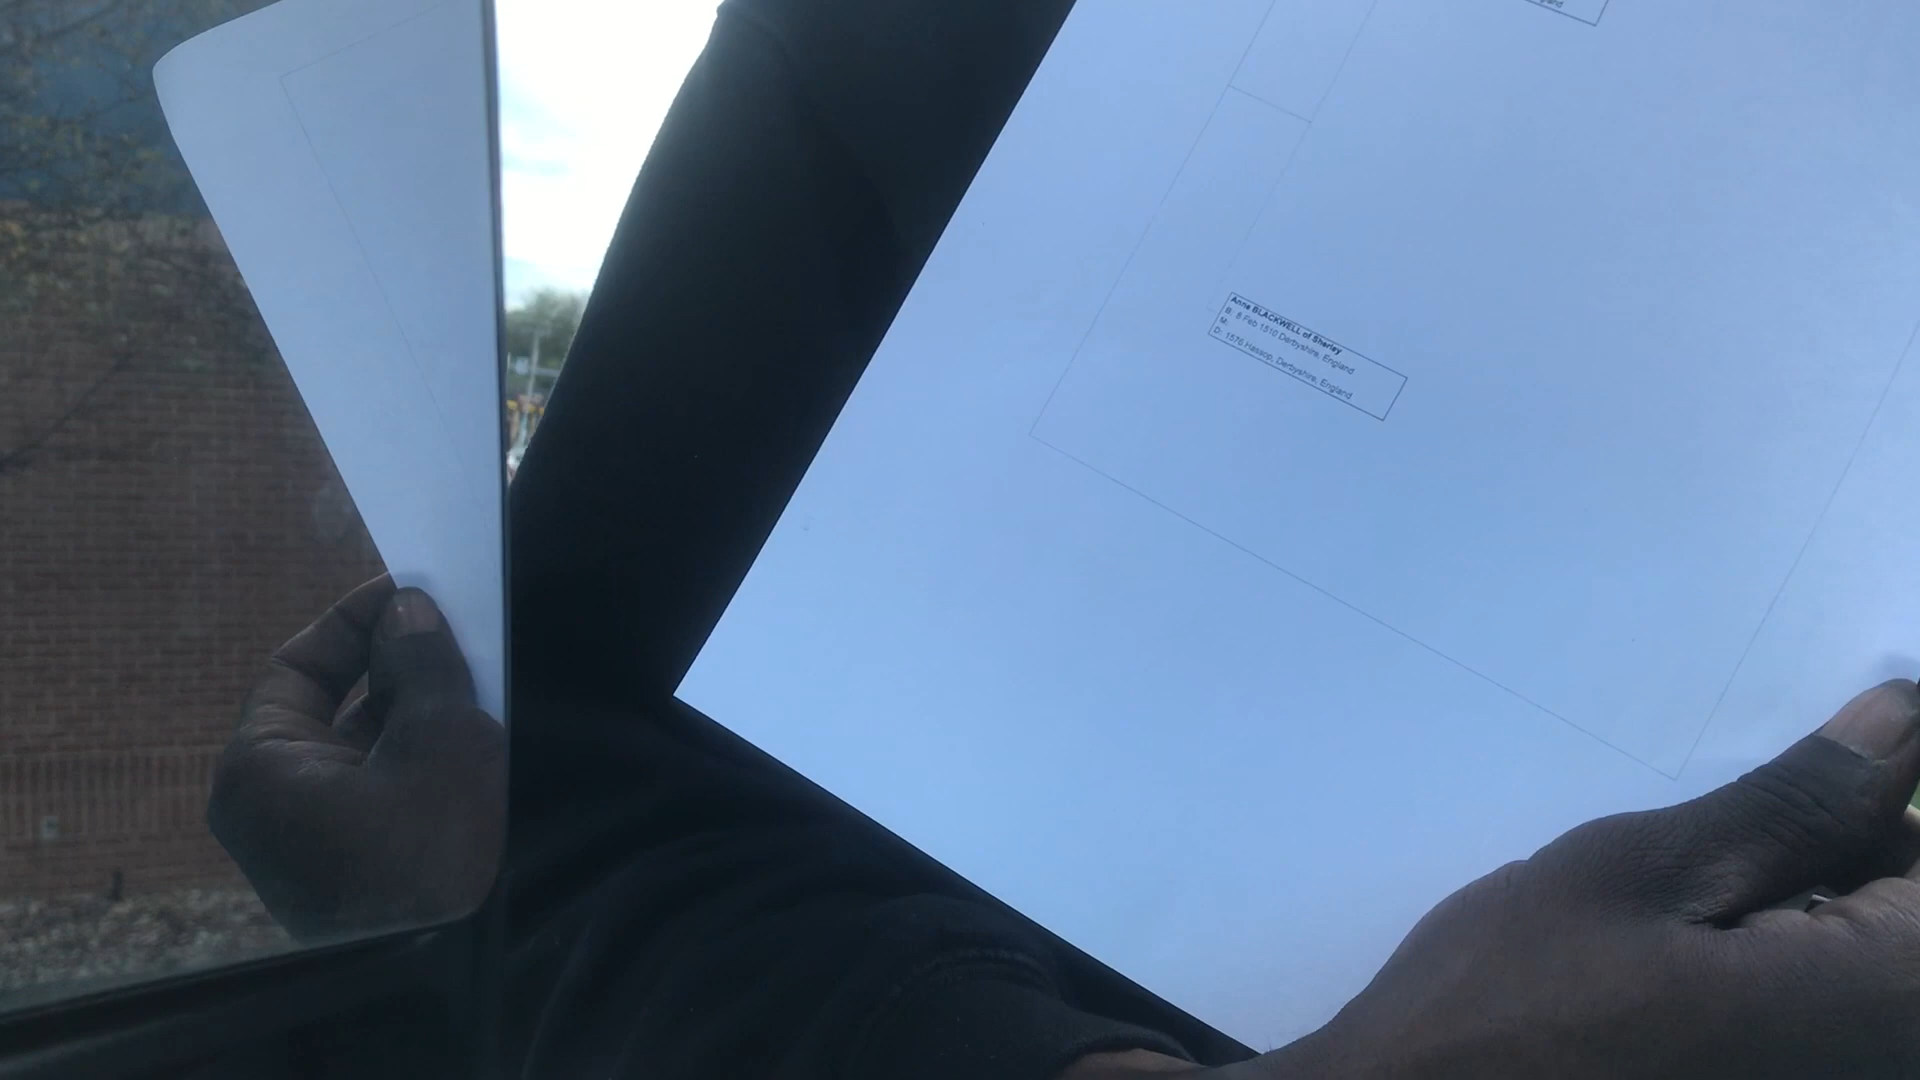 Anne BLACKWELL of Sherley
B: 8 Feb 1510 Derbyshire, England
M:
D: 1576 Hassop, Derbyshire, England